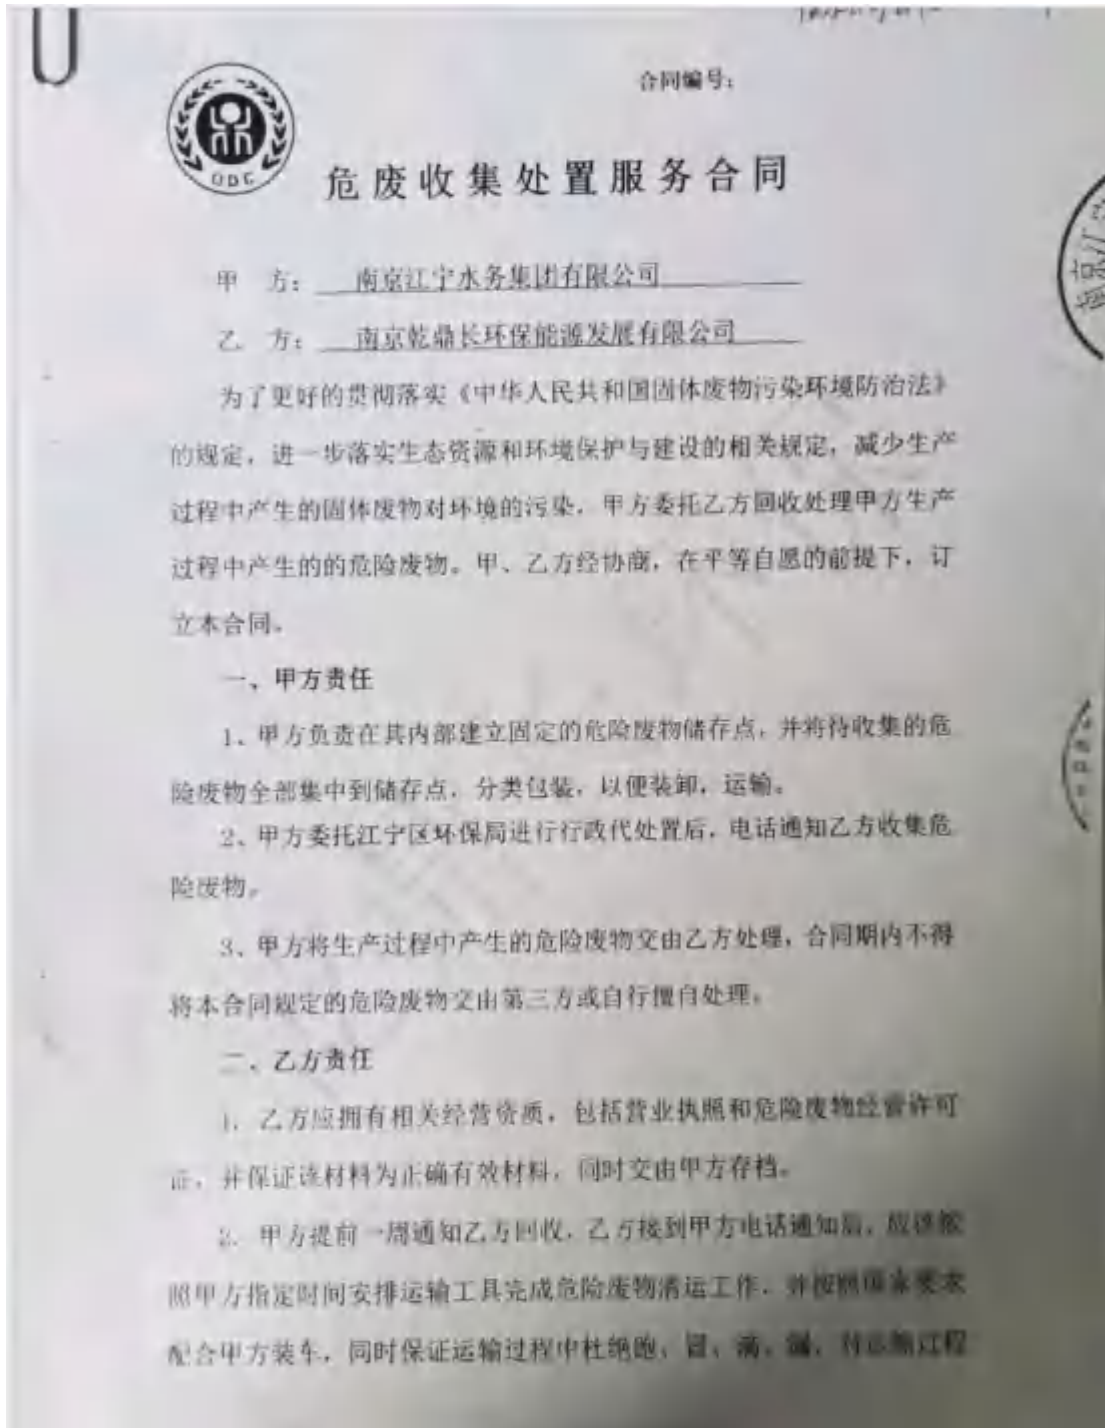 合同编号：
QDC
危废收集处置服务合同
甲 方： 南京江宁水务集团有限公司
乙 方： 南京乾鼎长环保能源发展有限公司
为了更好的贯彻落实《中华人民共和国固体废物污染环境防治法》
的规定，进一步落实生态资源和环境保护与建设的相关规定，减少生产
过程中产生的固体废物对环境的污染，甲方委托乙方回收处理甲方生产
过程中产生的的危险废物。甲、乙方经协商，在平等自愿的前提下，订
立本合同。
一、甲方责任
1、甲方负责在其内部建立固定的危险废物储存点，并将待收集的危
险废物全部集中到储存点，分类包装，以便装卸，运输。
2、甲方委托江宁区环保局进行行政代处置后，电话通知乙方收集危
险废物。
3、甲方将生产过程中产生的危险废物交由乙方处理，合同期内不得
将本合同规定的危险废物交由第三方或自行擅自处理。
二、乙方责任
1. 乙方应拥有相关经营资质，包括营业执照和危险废物经营许可
证，并保证该材料为正确有效材料，同时交由甲方存档。
2. 甲方提前一周通知乙方回收，乙方接到甲方电话通知后，应该按
照甲方指定时间安排运输工具完成危险废物清运工作，并按照国家要求
配合甲方装车，同时保证运输过程中杜绝跑、冒、滴、漏，对运输过程
南京江宁